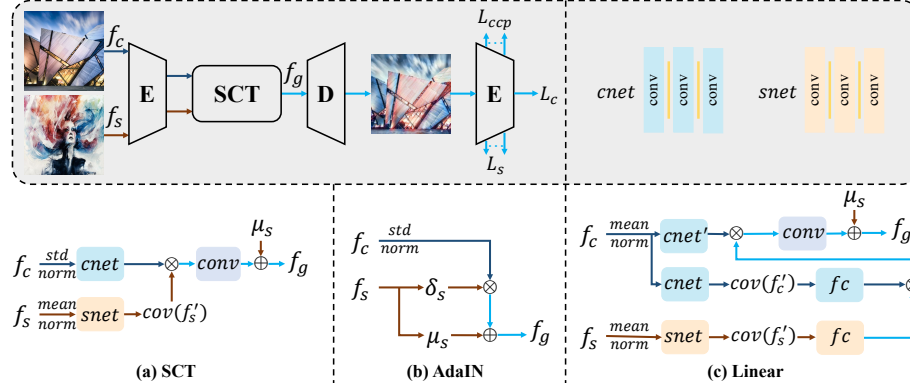 f_c
f_s
E
SCT
f_g
D
E
L_ccp
L_c
L_s
cnet
conv
conv
conv
snet
conv
conv
conv
f_c
std
norm
cnet
⊗
conv
μ_s
⊕
f_g
f_s
mean
norm
snet
cov(f_s′)
(a) SCT
f_c
std
norm
⊗
f_s
δ_s
μ_s
⊕
f_g
(b) AdaIN
f_c
mean
norm
cnet′
⊗
conv
μ_s
⊕
f_g
cnet
cov(f_c′)
fc
⊗
f_s
mean
norm
snet
cov(f_s′)
fc
(c) Linear